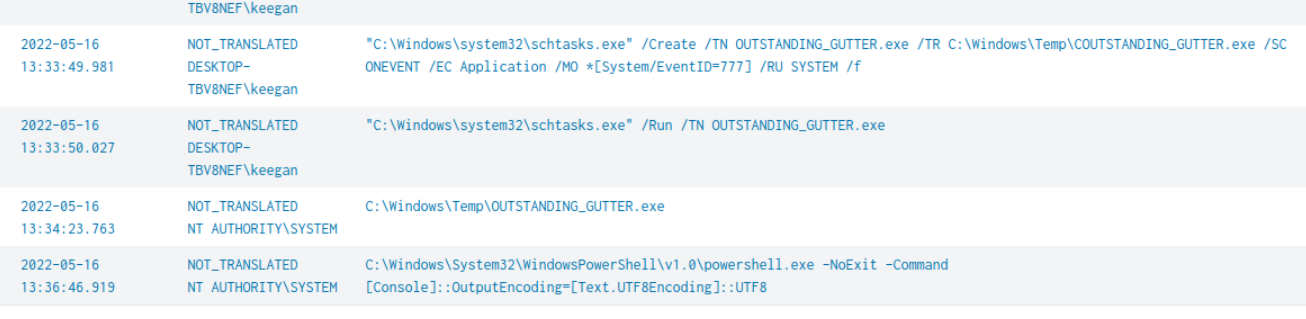 TBV8NEF\keegan
2022-05-16 NOT_TRANSLATED "C:\Windows\system32\schtasks.exe" /Create /TN OUTSTANDING_GUTTER.exe /TR C:\Windows\Temp\COUTSTANDING_GUTTER.exe /SC
13:33:49.981 DESKTOP- ONEVENT /EC Application /MO *[System/EventID=777] /RU SYSTEM /f
TBV8NEF\keegan
2022-05-16 NOT_TRANSLATED "C:\Windows\system32\schtasks.exe" /Run /TN OUTSTANDING_GUTTER.exe
13:33:50.027 DESKTOP-
TBV8NEF\keegan
2022-05-16 NOT_TRANSLATED C:\Windows\Temp\OUTSTANDING_GUTTER.exe
13:34:23.763 NT AUTHORITY\SYSTEM
2022-05-16 NOT_TRANSLATED C:\Windows\System32\WindowsPowerShell\v1.0\powershell.exe -NoExit -Command
13:36:46.919 NT AUTHORITY\SYSTEM [Console]::OutputEncoding=[Text.UTF8Encoding]::UTF8